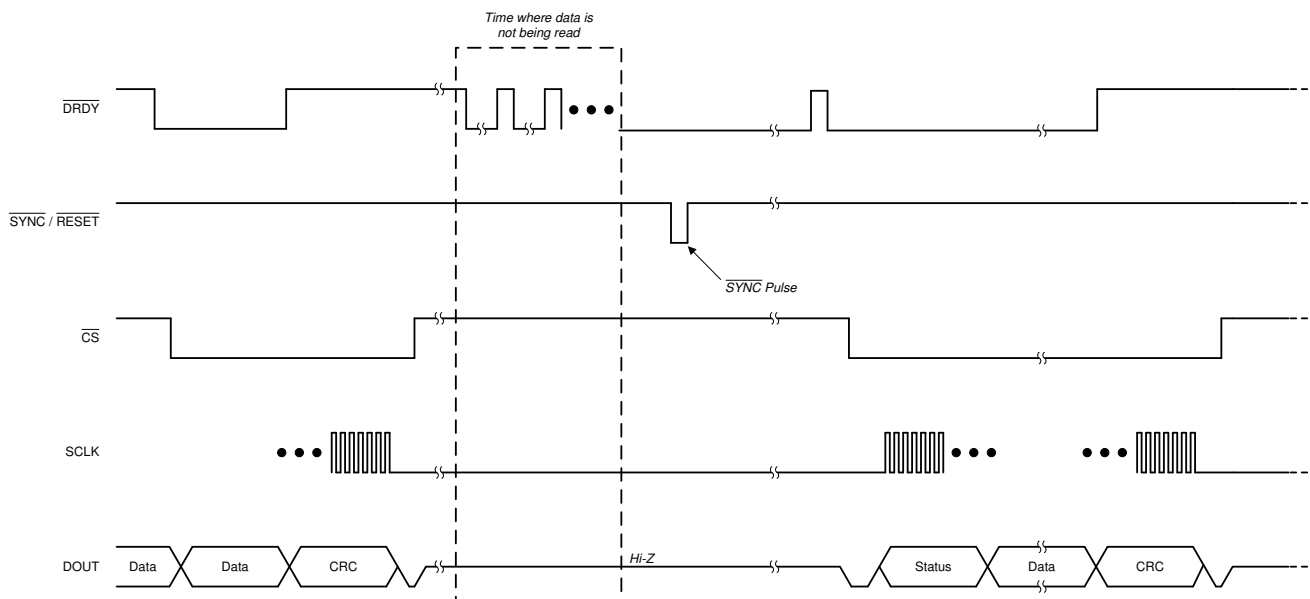 Time where data is
not being read
DRDY
SYNC / RESET
SYNC Pulse
CS
SCLK
DOUT
Data
Data
CRC
Hi-Z
Status
Data
CRC